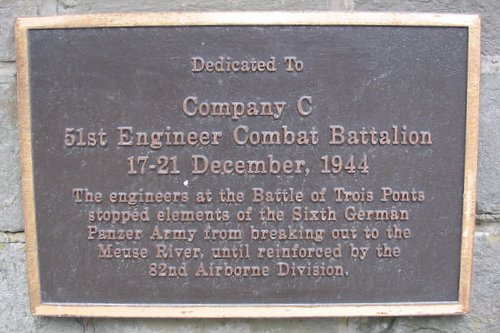 Dedicated To
Company C
51st Engineer Combat Battalion
17-21 December, 1944
The engineers at the Battle of Trois Ponts
stopped elements of the Sixth German
Panzer Army from breaking out to the
Meuse River, until reinforced by the
82nd Airborne Division.